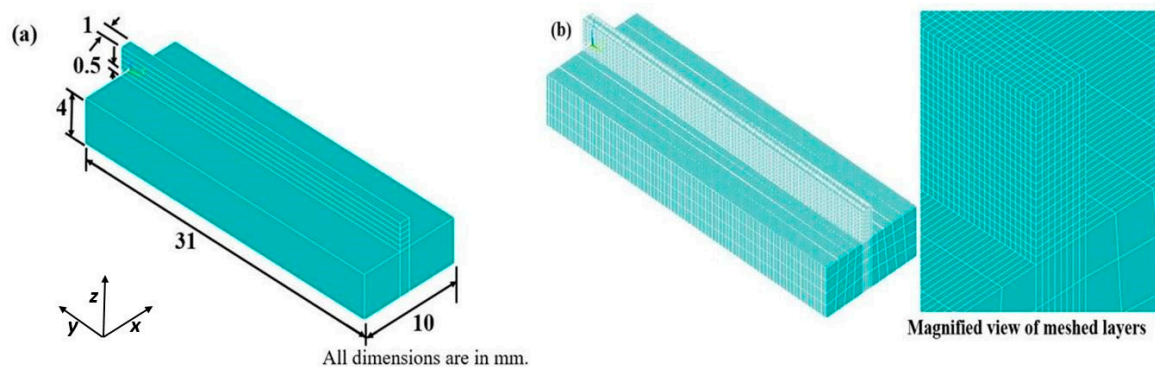 (a)
1
0.5
4
31
10
z
y
x
All dimensions are in mm.
(b)
Magnified view of meshed layers